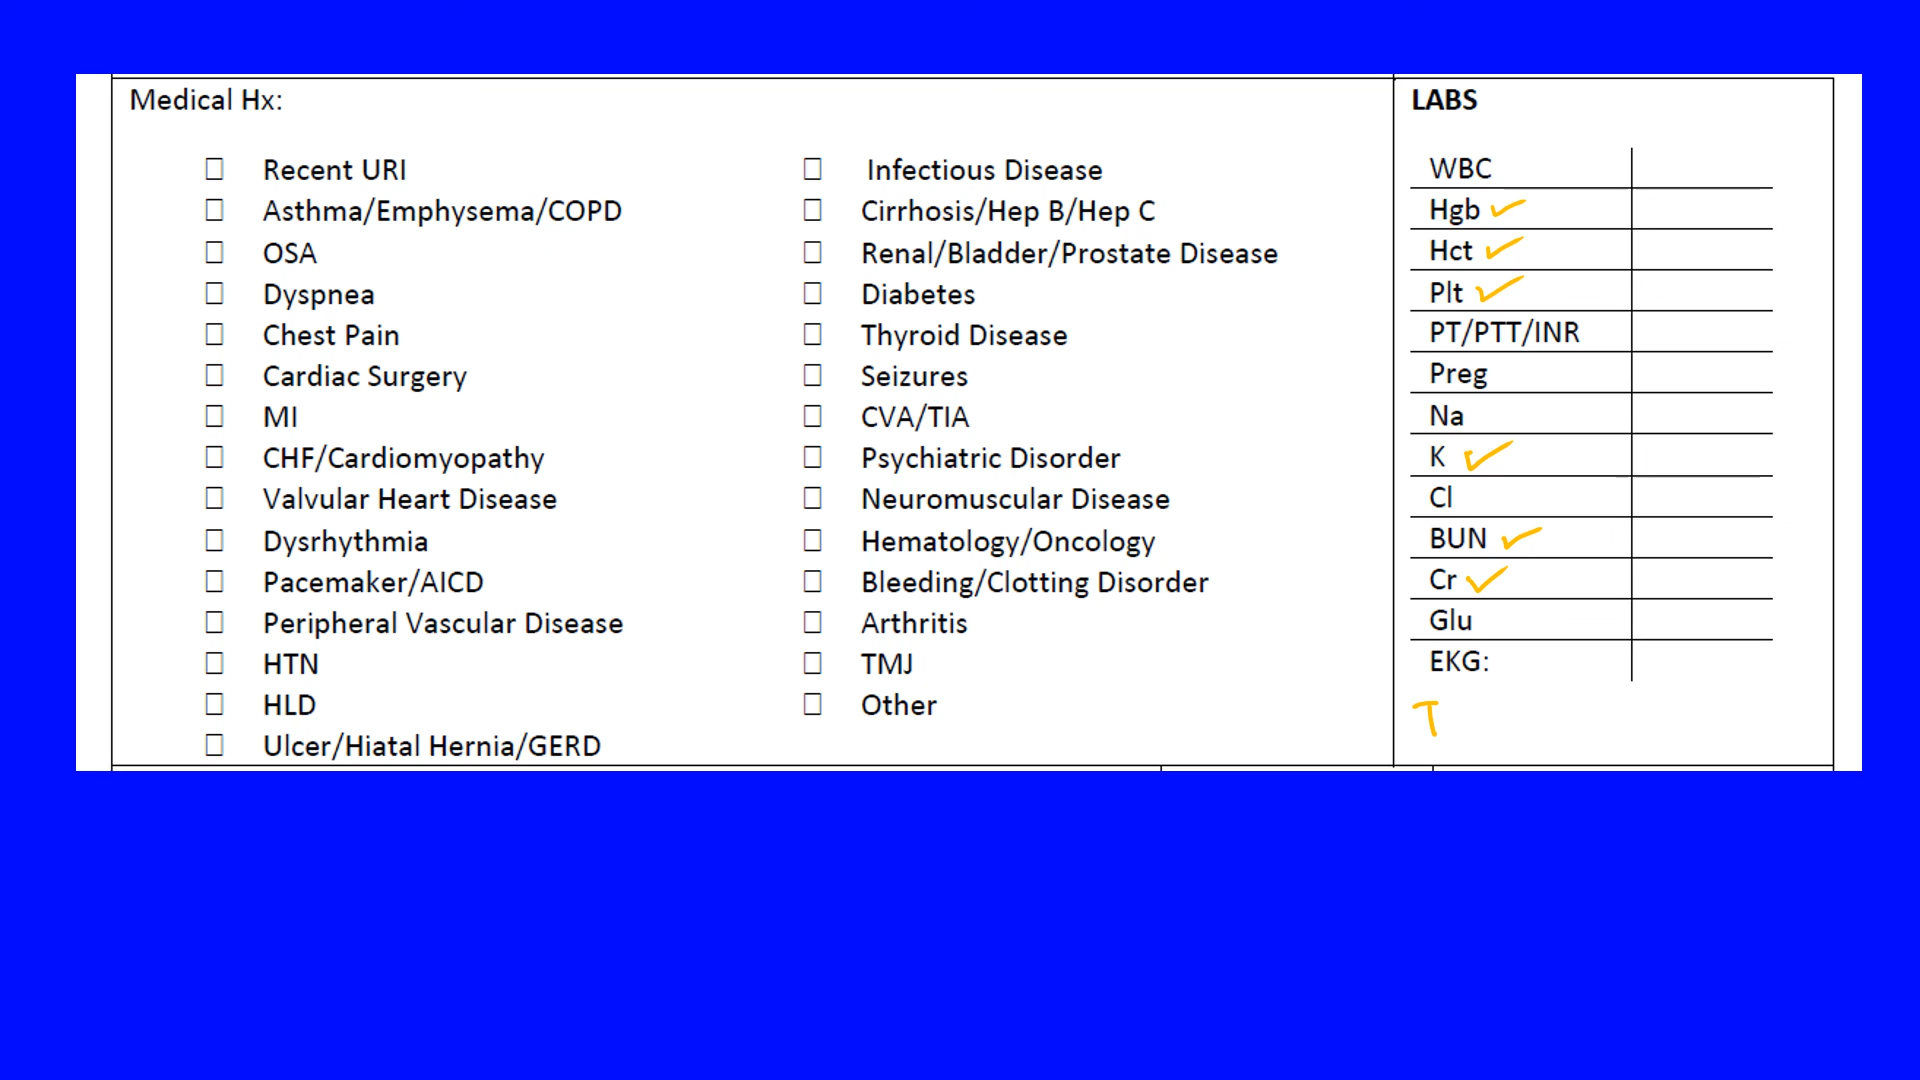 Medical Hx:
Recent URI
Asthma/Emphysema/COPD
OSA
Dyspnea
Chest Pain
Cardiac Surgery
MI
CHF/Cardiomyopathy
Valvular Heart Disease
Dysrhythmia
Pacemaker/AICD
Peripheral Vascular Disease
HTN
HLD
Ulcer/Hiatal Hernia/GERD
Infectious Disease
Cirrhosis/Hep B/Hep C
Renal/Bladder/Prostate Disease
Diabetes
Thyroid Disease
Seizures
CVA/TIA
Psychiatric Disorder
Neuromuscular Disease
Hematology/Oncology
Bleeding/Clotting Disorder
Arthritis
TMJ
Other
LABS
WBC
Hgb ✓
Hct ✓
Plt ✓
PT/PTT/INR
Preg
Na
K ✓
Cl
BUN ✓
Cr ✓
Glu
EKG:
T